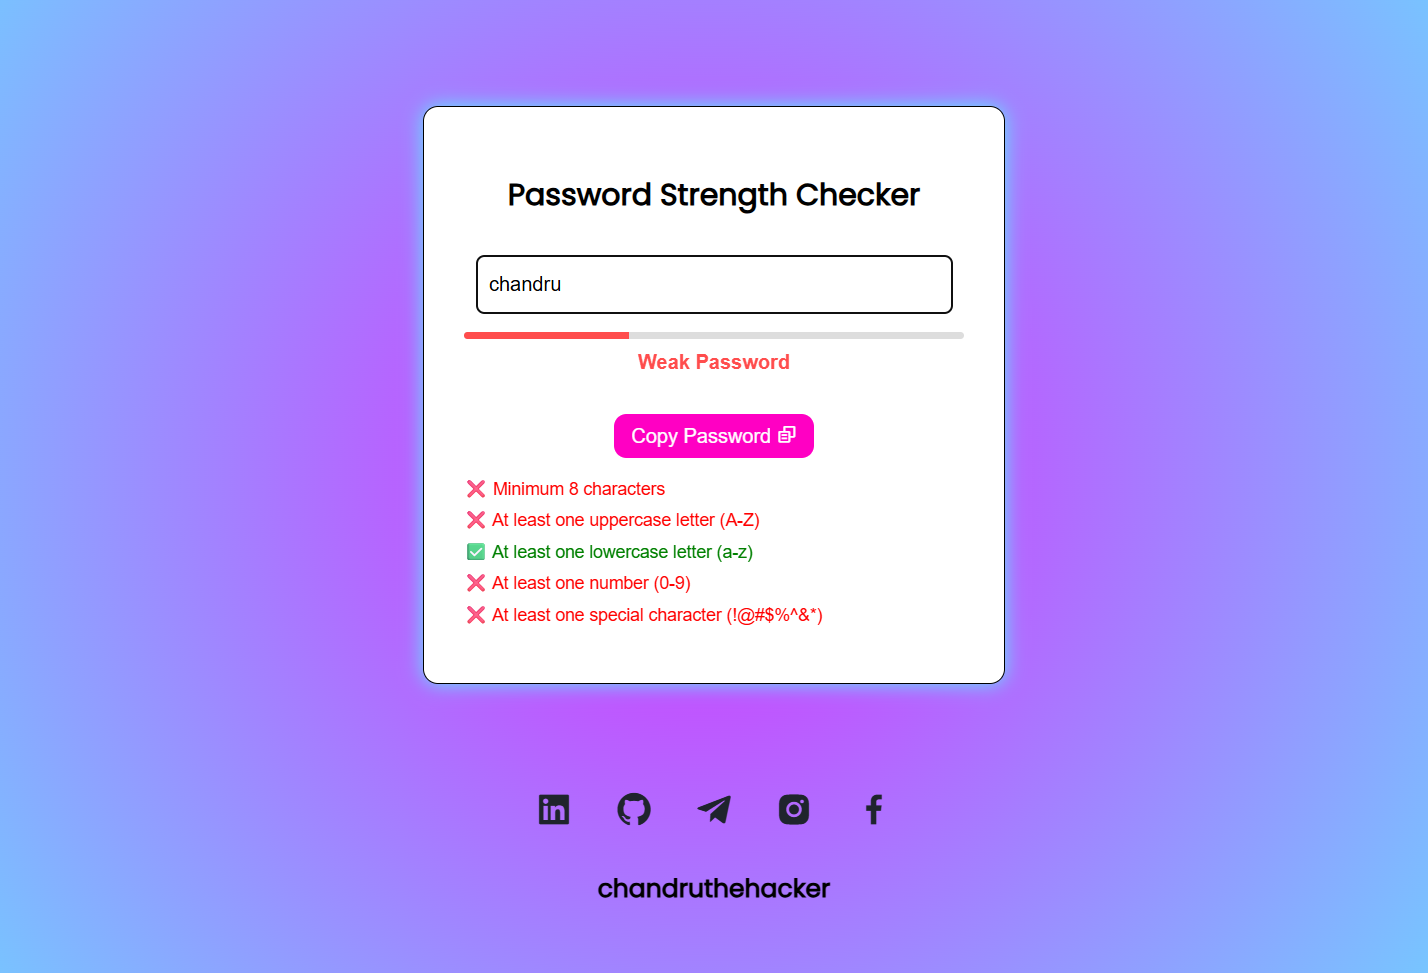 Password Strength Checker
chandru
Weak Password
Copy Password
Minimum 8 characters
At least one uppercase letter (A-Z)
At least one lowercase letter (a-z)
At least one number (0-9)
At least one special character (!@#$%^&*)
chandruthehacker